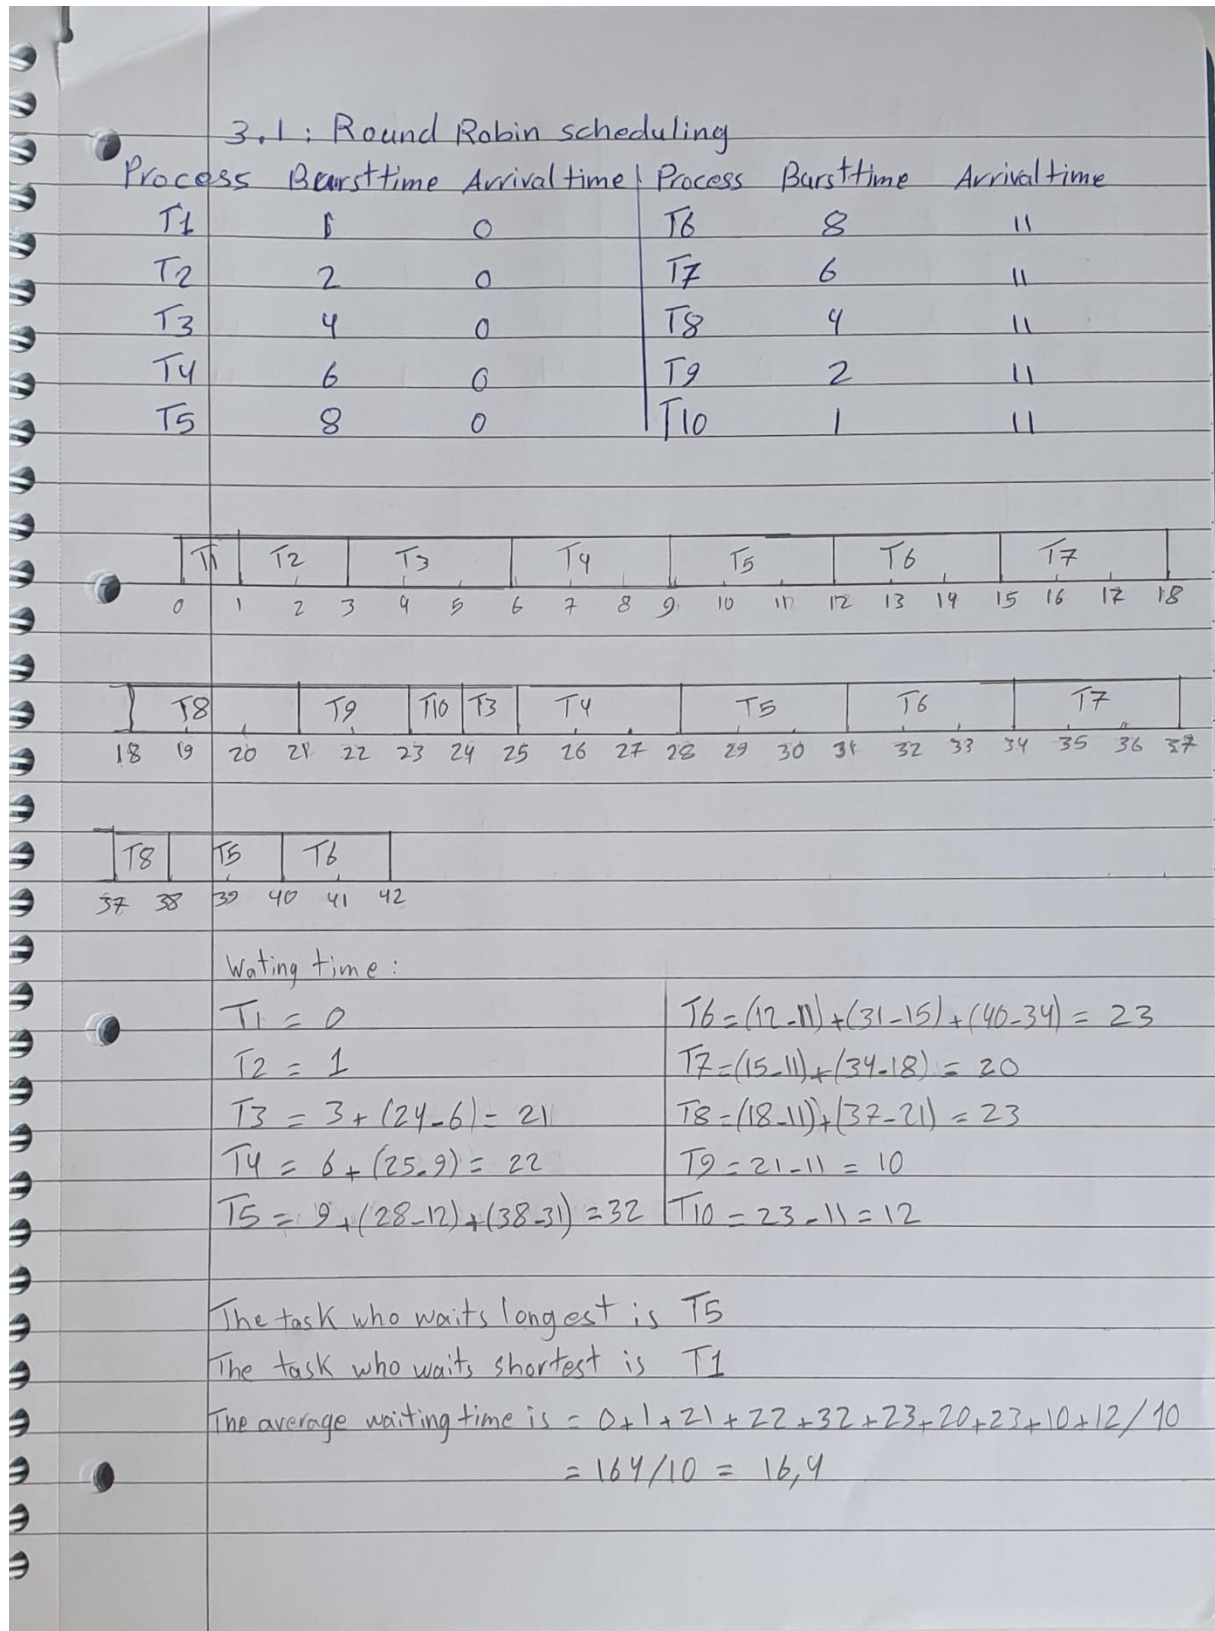 3.1: Round Robin scheduling
Process Bursttime Arrival time Process Bursttime Arrival time
T1 1 0 T6 8 11
T2 2 0 T7 6 11
T3 4 0 T8 4 11
T4 6 0 T9 2 11
T5 8 0 T10 1 11
T1 T2 T3 T4 T5 T6 T7
0 1 2 3 4 5 6 7 8 9 10 11 12 13 14 15 16 17 18
T8 T9 T10 T3 T4 T5 T6 T7
18 19 20 21 22 23 24 25 26 27 28 29 30 31 32 33 34 35 36 37
T8 T5 T6
37 38 39 40 41 42
Wating time:
T1 = 0 T6 = (12-11)+(31-15)+(40-34) = 23
T2 = 1 T7 = (15-11)+(34-18) = 20
T3 = 3+(24-6) = 21 T8 = (18-11)+(37-21) = 23
T4 = 6+(25-9) = 22 T9 = 21-11 = 10
T5 = 9+(28-12)+(38-31) = 32 T10 = 23-11 = 12
The task who waits longest is T5
The task who waits shortest is T1
The average waiting time is = 0+1+21+22+32+23+20+23+10+12/10
= 164/10 = 16,4